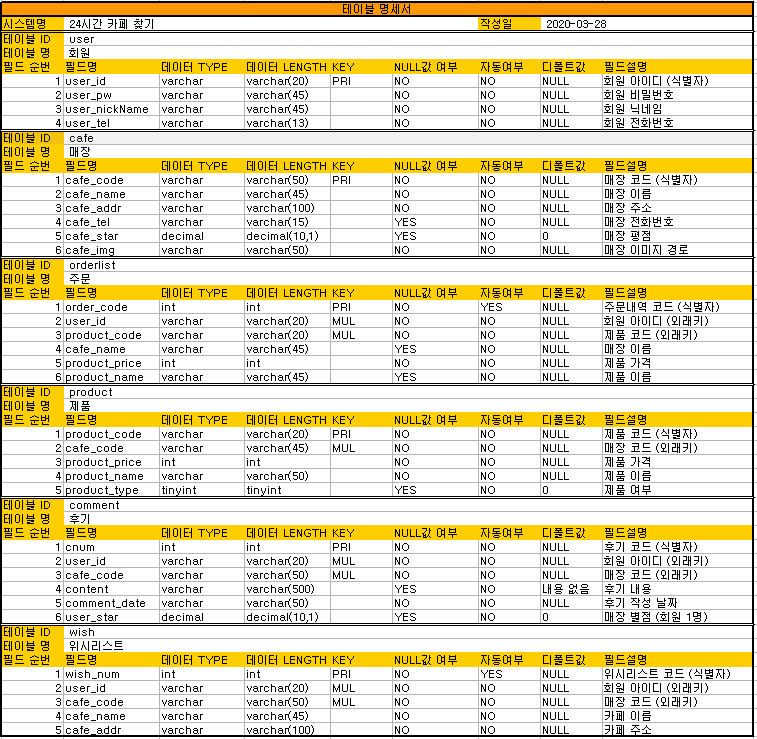 테이블 명세서
시스템명 24시간 카페 찾기 작성일 2020-03-28
테이블 ID user
테이블 명 회원
필드 순번 필드명 데이터 TYPE 데이터 LENGTH KEY NULL값 여부 자동여부 디폴트값 필드설명
1 user_id varchar varchar(20) PRI NO NO NULL 회원 아이디 (식별자)
2 user_pw varchar varchar(45) NO NO NULL 회원 비밀번호
3 user_nickName varchar varchar(45) NO NO NULL 회원 닉네임
4 user_tel varchar varchar(13) NO NO NULL 회원 전화번호
테이블 ID cafe
테이블 명 매장
필드 순번 필드명 데이터 TYPE 데이터 LENGTH KEY NULL값 여부 자동여부 디폴트값 필드설명
1 cafe_code varchar varchar(50) PRI NO NO NULL 매장 코드 (식별자)
2 cafe_name varchar varchar(45) NO NO NULL 매장 이름
3 cafe_addr varchar varchar(100) NO NO NULL 매장 주소
4 cafe_tel varchar varchar(15) YES NO NULL 매장 전화번호
5 cafe_star decimal decimal(10,1) YES NO 0 매장 평점
6 cafe_img varchar varchar(50) NO NO NULL 매장 이미지 경로
테이블 ID orderlist
테이블 명 주문
필드 순번 필드명 데이터 TYPE 데이터 LENGTH KEY NULL값 여부 자동여부 디폴트값 필드설명
1 order_code int int PRI NO YES NULL 주문내역 코드 (식별자)
2 user_id varchar varchar(20) MUL NO NO NULL 회원 아이디 (외래키)
3 product_code varchar varchar(20) MUL NO NO NULL 제품 코드 (외래키)
4 cafe_name varchar varchar(45) YES NO NULL 매장 이름
5 product_price int int NO NO NULL 제품 가격
6 product_name varchar varchar(45) YES NO NULL 제품 이름
테이블 ID product
테이블 명 제품
필드 순번 필드명 데이터 TYPE 데이터 LENGTH KEY NULL값 여부 자동여부 디폴트값 필드설명
1 product_code varchar varchar(20) PRI NO NO NULL 제품 코드 (식별자)
2 cafe_code varchar varchar(45) MUL NO NO NULL 매장 코드 (외래키)
3 product_price int int NO NO NULL 제품 가격
4 product_name varchar varchar(50) NO NO NULL 제품 이름
5 product_type tinyint tinyint YES NO 0 제품 여부
테이블 ID comment
테이블 명 후기
필드 순번 필드명 데이터 TYPE 데이터 LENGTH KEY NULL값 여부 자동여부 디폴트값 필드설명
1 cnum int int PRI NO NO NULL 후기 코드 (식별자)
2 user_id varchar varchar(20) MUL NO NO NULL 회원 아이디 (외래키)
3 cafe_code varchar varchar(50) MUL NO NO NULL 매장 코드 (외래키)
4 content varchar varchar(500) YES NO 내용 없음 후기 내용
5 comment_date varchar varchar(50) NO NO NULL 후기 작성 날짜
6 user_star decimal decimal(10,1) YES NO 0 매장 별점 (회원 1명)
테이블 ID wish
테이블 명 위시리스트
필드 순번 필드명 데이터 TYPE 데이터 LENGTH KEY NULL값 여부 자동여부 디폴트값 필드설명
1 wish_num int int PRI NO YES NULL 위시리스트 코드 (식별자)
2 user_id varchar varchar(20) MUL NO NO NULL 회원 아이디 (외래키)
3 cafe_code varchar varchar(50) MUL NO NO NULL 매장 코드 (외래키)
4 cafe_name varchar varchar(45) NO NO NULL 카페 이름
5 cafe_addr varchar varchar(100) NO NO NULL 카페 주소